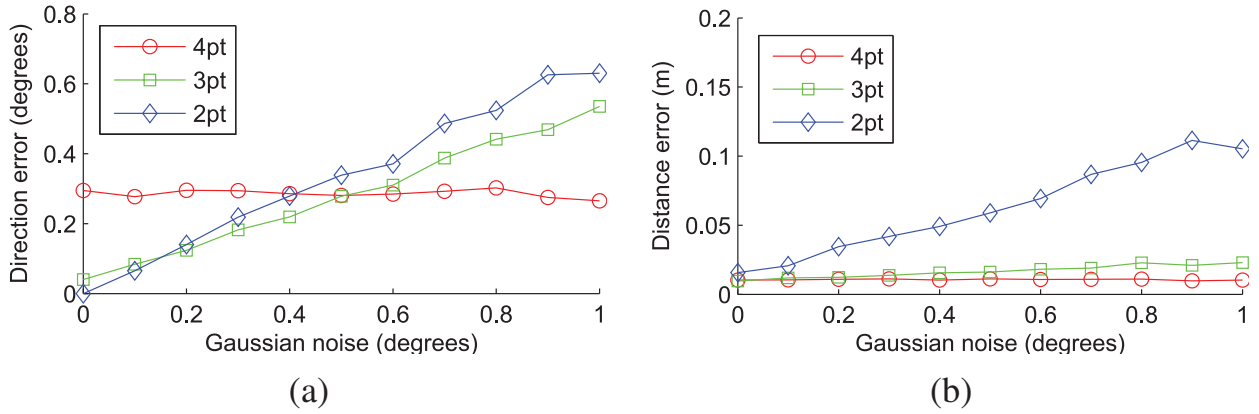 0.8
0.6
0.4
0.2
0
Direction error (degrees)
4pt
3pt
2pt
0 0.2 0.4 0.6 0.8 1
Gaussian noise (degrees)
(a)
0.2
0.15
0.1
0.05
0
Distance error (m)
4pt
3pt
2pt
0 0.2 0.4 0.6 0.8 1
Gaussian noise (degrees)
(b)